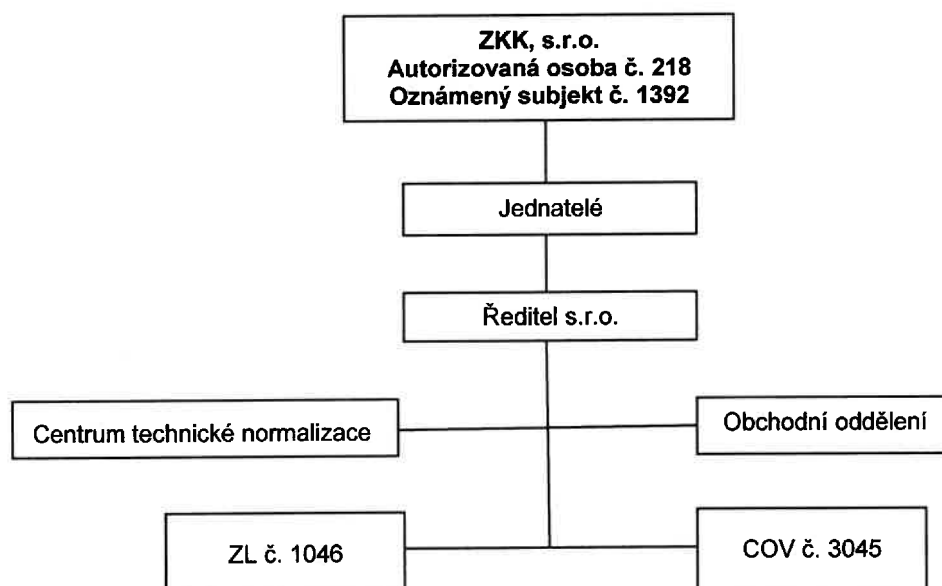 ZKK, s.r.o.
Autorizovaná osoba č. 218
Oznámený subjekt č. 1392
Jednatelé
Ředitel s.r.o.
Centrum technické normalizace
Obchodní oddělení
ZL č. 1046
COV č. 3045